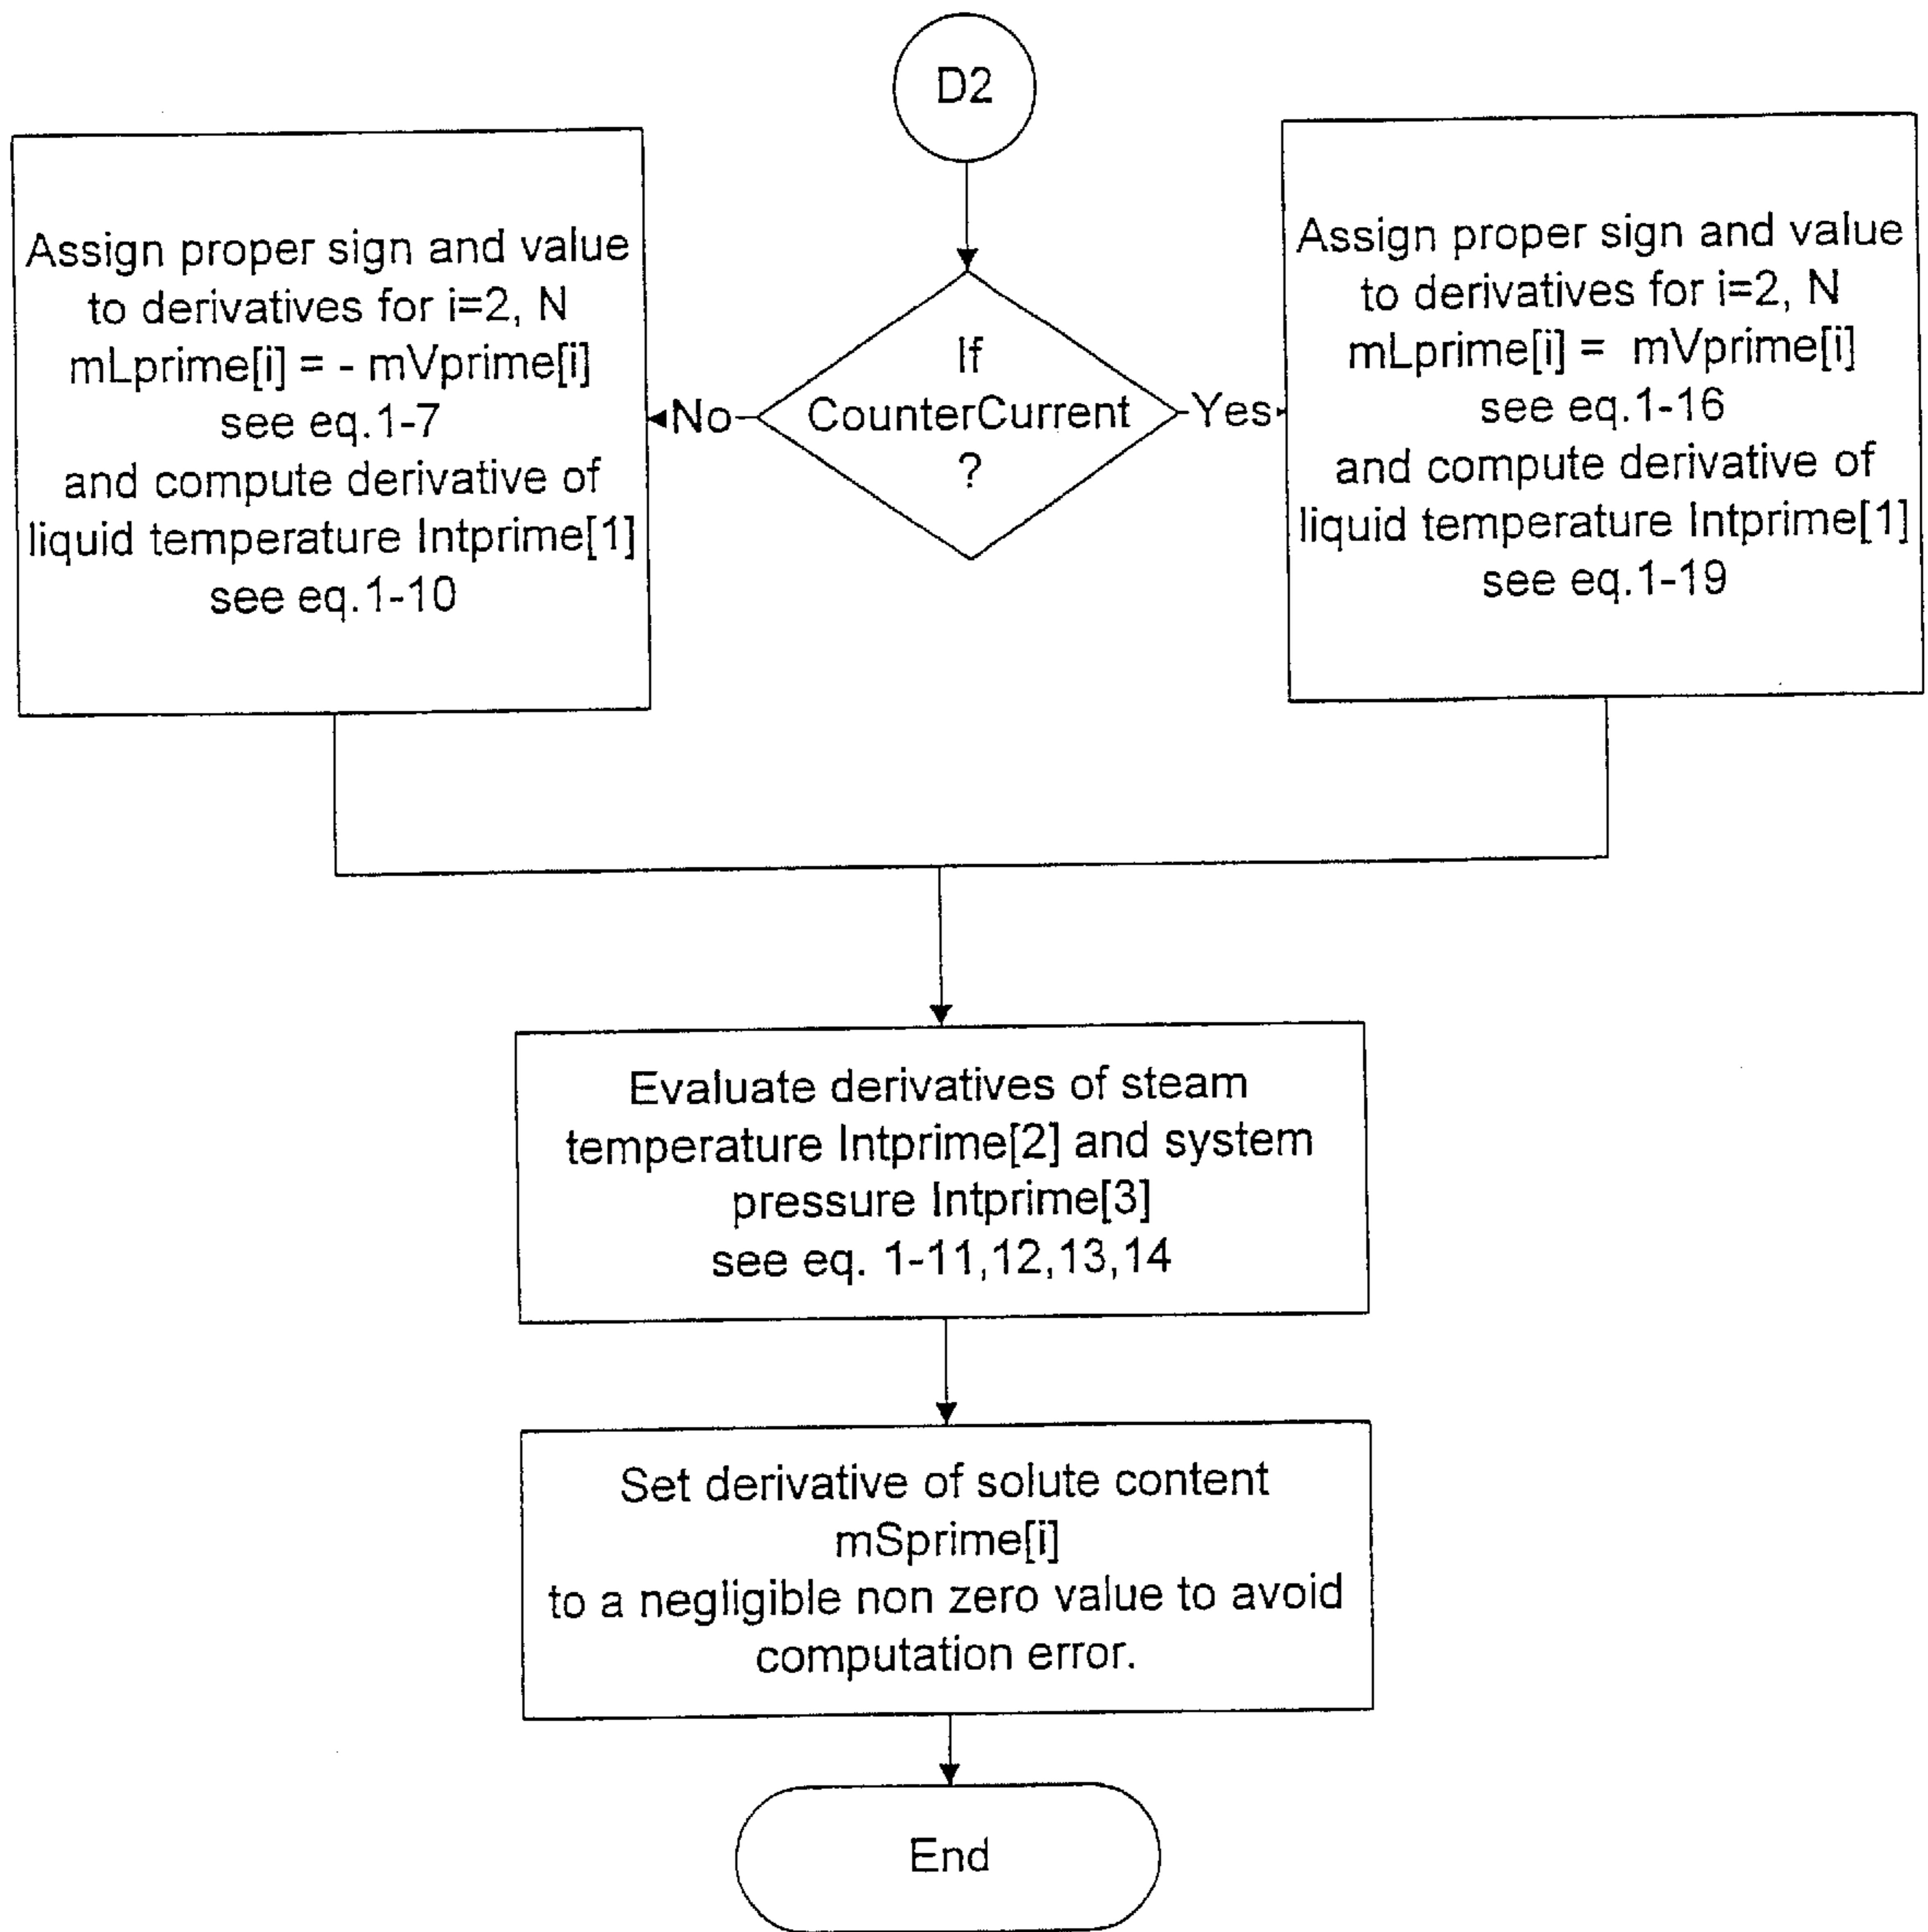 D2
Assign proper sign and value
to derivatives for i=2, N
mLprime[i] = - mVprime[i]
see eq.1-7
and compute derivative of
liquid temperature Intprime[1]
see eq.1-10
No
If
CounterCurrent
?
Yes
Assign proper sign and value
to derivatives for i=2, N
mLprime[i] = mVprime[i]
see eq.1-16
and compute derivative of
liquid temperature Intprime[1]
see eq.1-19
Evaluate derivatives of steam
temperature Intprime[2] and system
pressure Intprime[3]
see eq. 1-11,12,13,14
Set derivative of solute content
mSprime[i]
to a negligible non zero value to avoid
computation error.
End